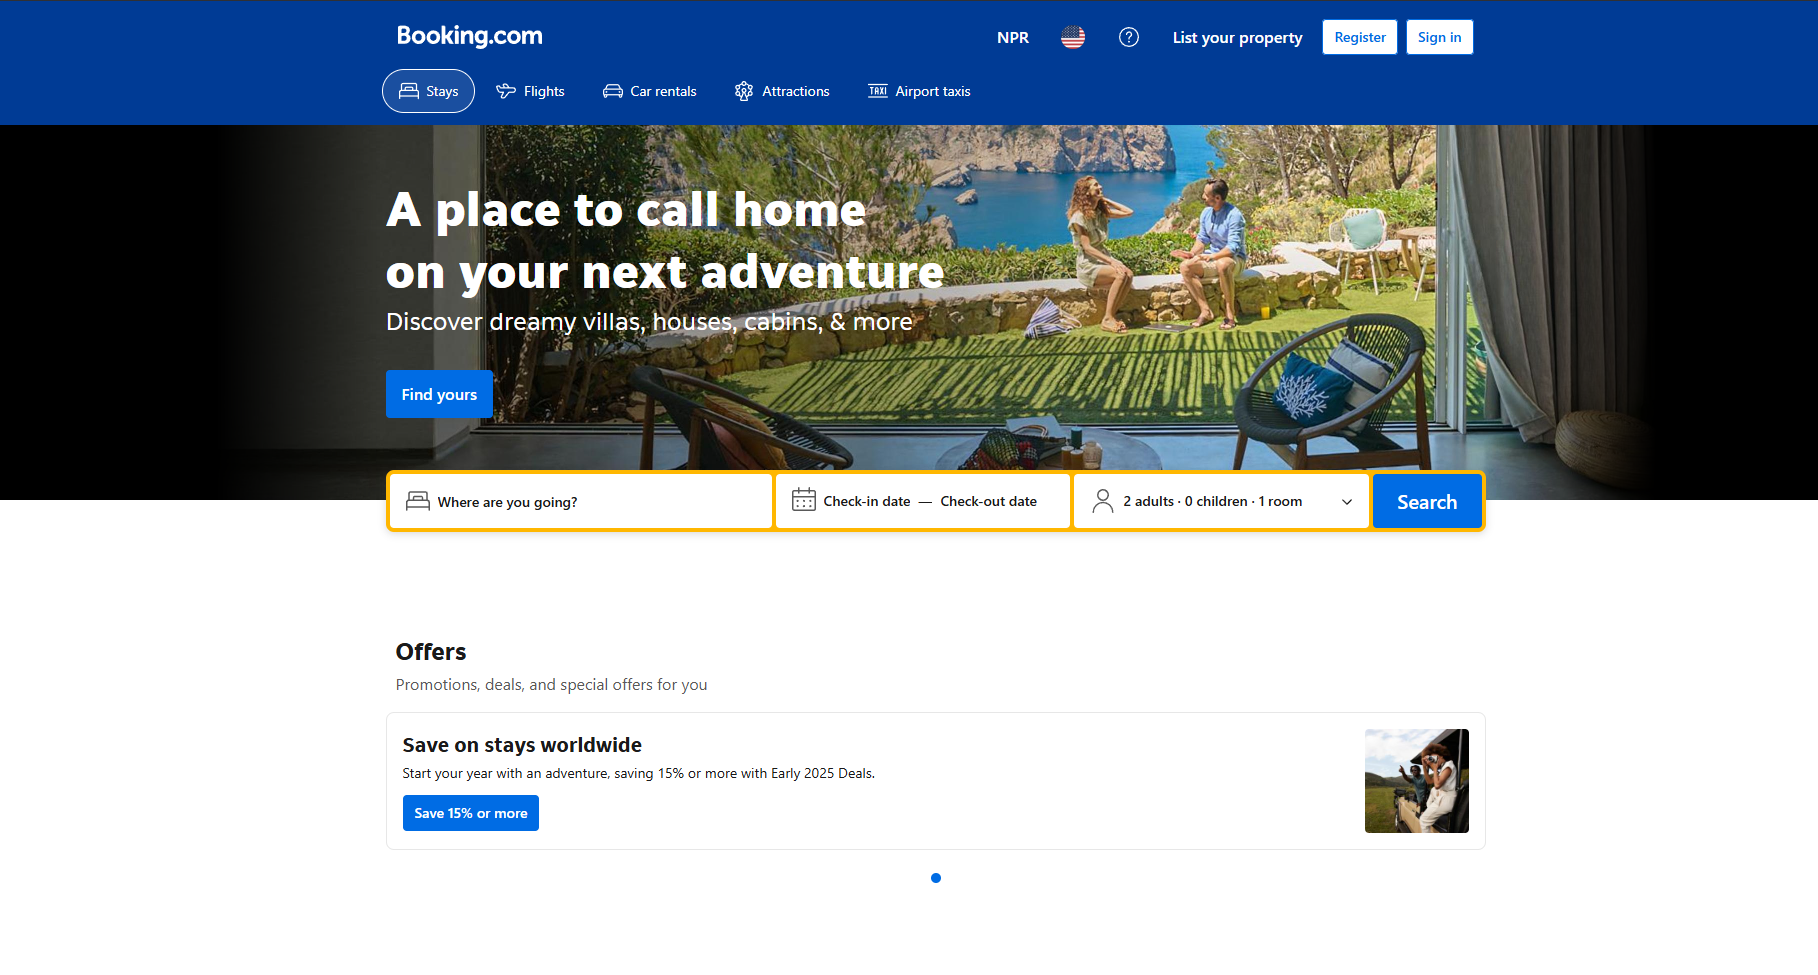 Booking.com
NPR
List your property
Register
Sign in
Stays
Flights
Car rentals
Attractions
TAXI
Airport taxis
A place to call home
on your next adventure
Discover dreamy villas, houses, cabins, & more
Find yours
Where are you going?
Check-in date — Check-out date
2 adults · 0 children · 1 room
Search
Offers
Promotions, deals, and special offers for you
Save on stays worldwide
Start your year with an adventure, saving 15% or more with Early 2025 Deals.
Save 15% or more